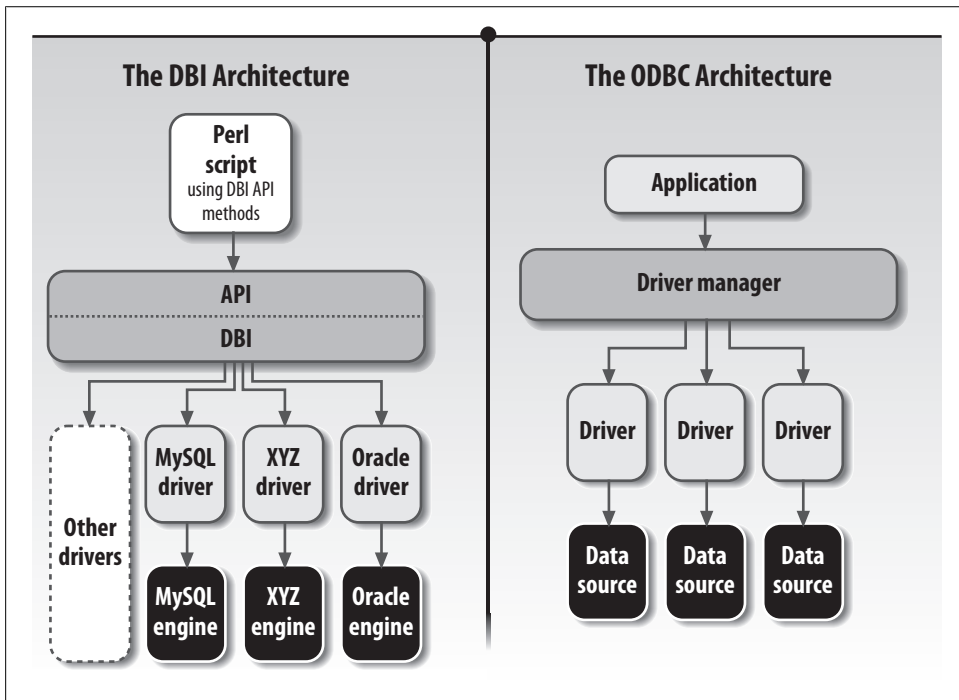 The DBI Architecture
Perl
script
using DBI API
methods
API
DBI
Other
drivers
MySQL
driver
XYZ
driver
Oracle
driver
MySQL
engine
XYZ
engine
Oracle
engine
The ODBC Architecture
Application
Driver manager
Driver
Driver
Driver
Data
source
Data
source
Data
source